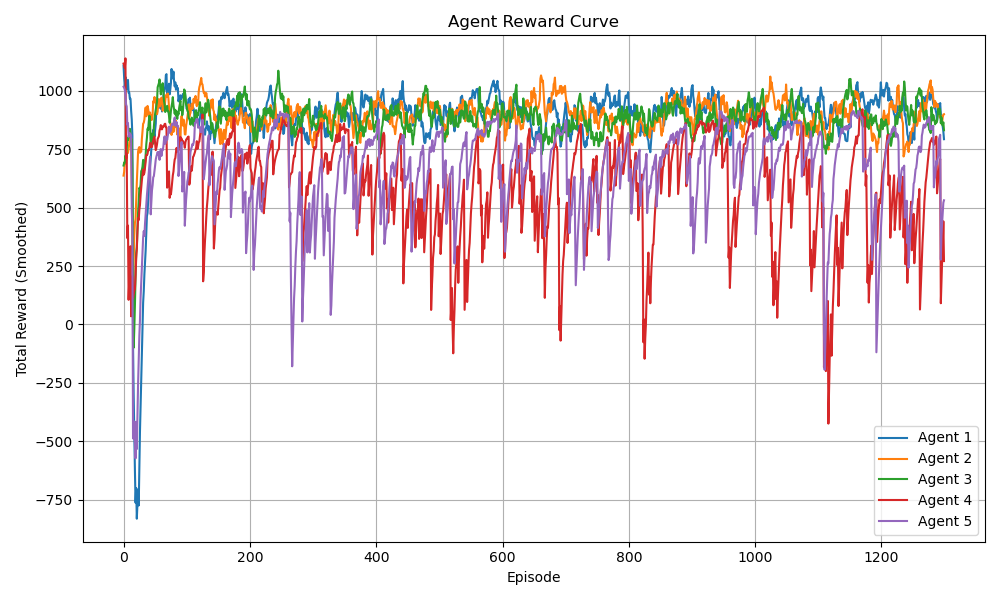 Agent Reward Curve
Total Reward (Smoothed)
1000
750
500
250
0
−250
−500
−750
0 200 400 600 800 1000 1200
Episode
Agent 1
Agent 2
Agent 3
Agent 4
Agent 5